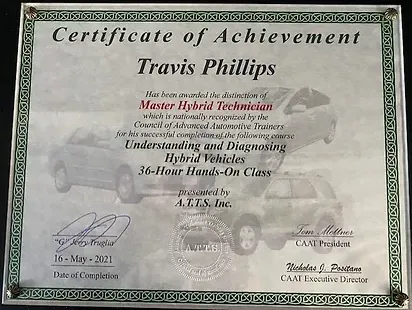 Certificate of Achievement
Travis Phillips
Has been awarded the distinction of
Master Hybrid Technician
which is nationally recognized by the
Council of Advanced Automotive Trainers
for his successful completion of the following course
Understanding and Diagnosing
Hybrid Vehicles
36-Hour Hands-On Class
presented by
A.T.T.S. Inc.
"G" Jerry Truglia
16 - May - 2021
Date of Completion
A.T.T.S
Tom Mettner
CAAT President
Nicholas J. Positano
CAAT Executive Director